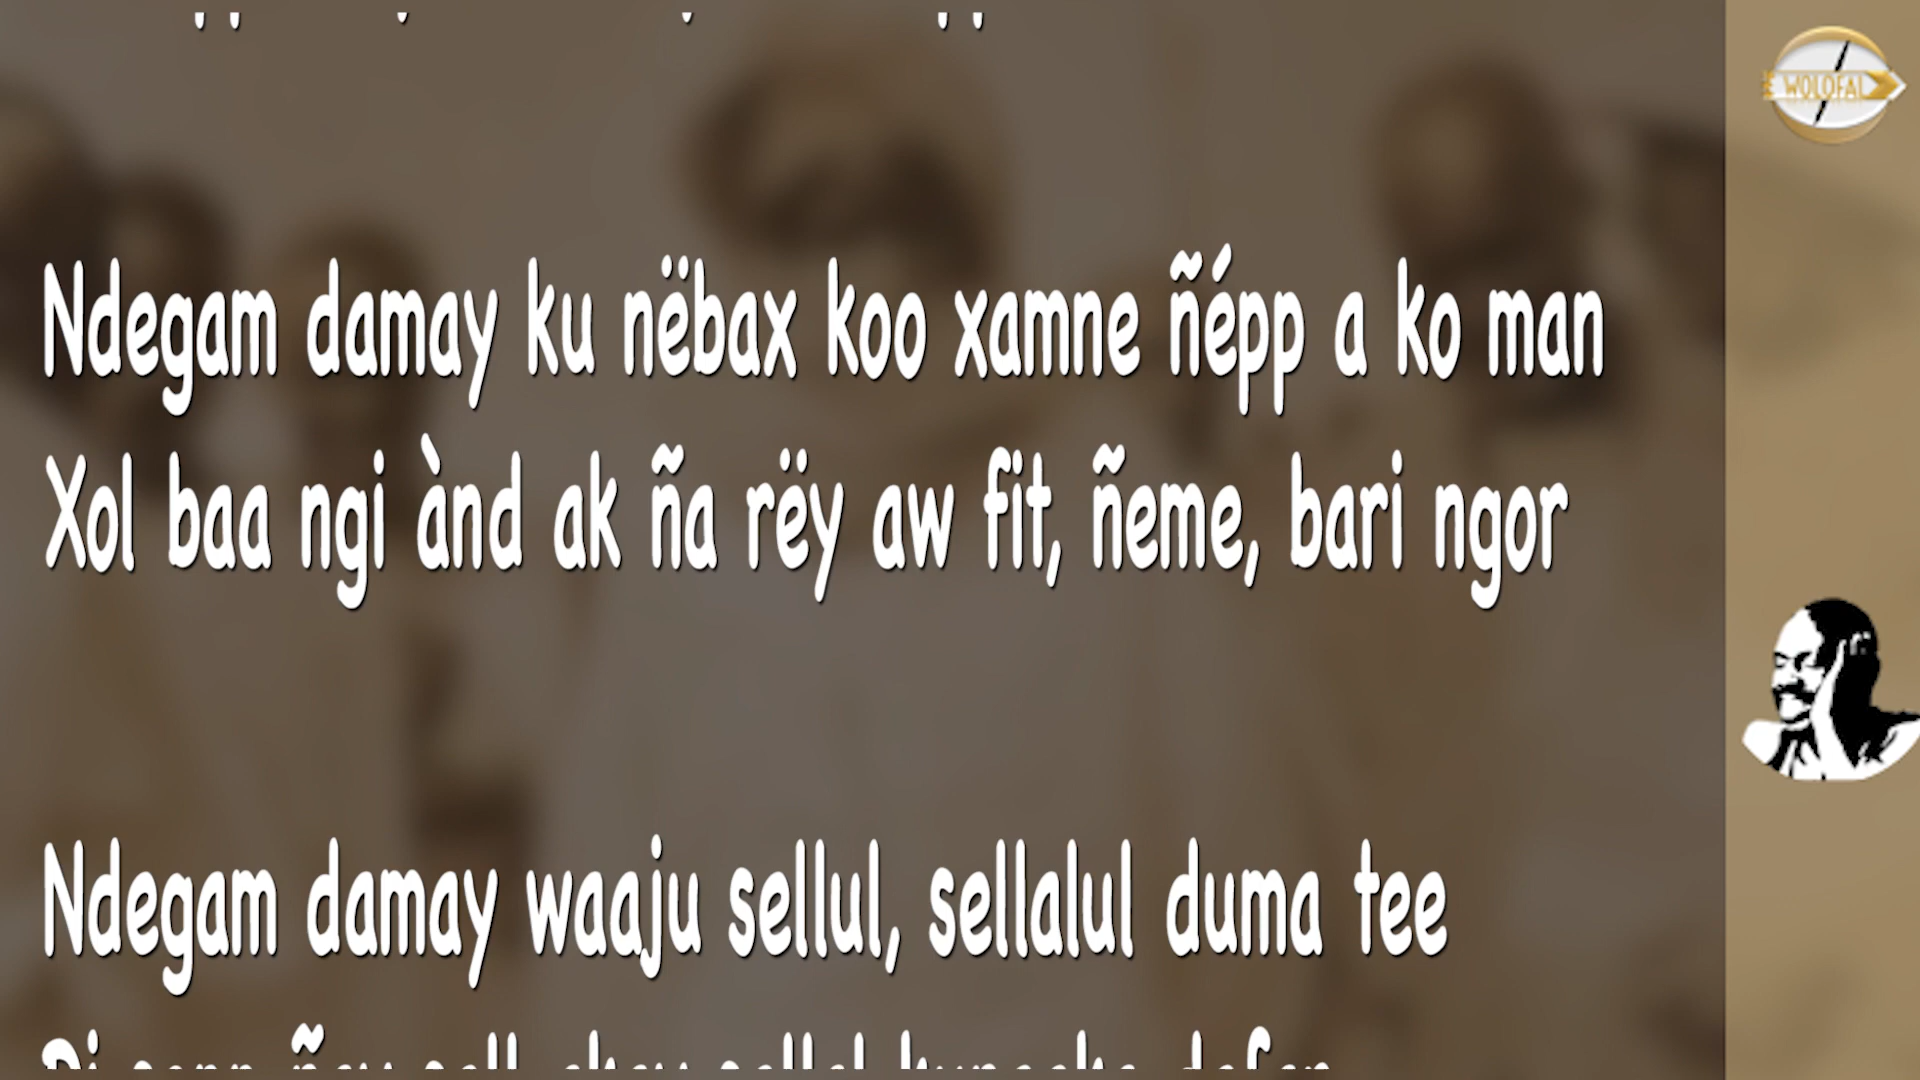 WOLOFAL
Ndegam damay ku nëbax koo xamne ñépp a ko man
Xol baa ngi ànd ak ña rëy aw fit, ñeme, bari ngor
Ndegam damay waaju sellul, sellalul duma tee